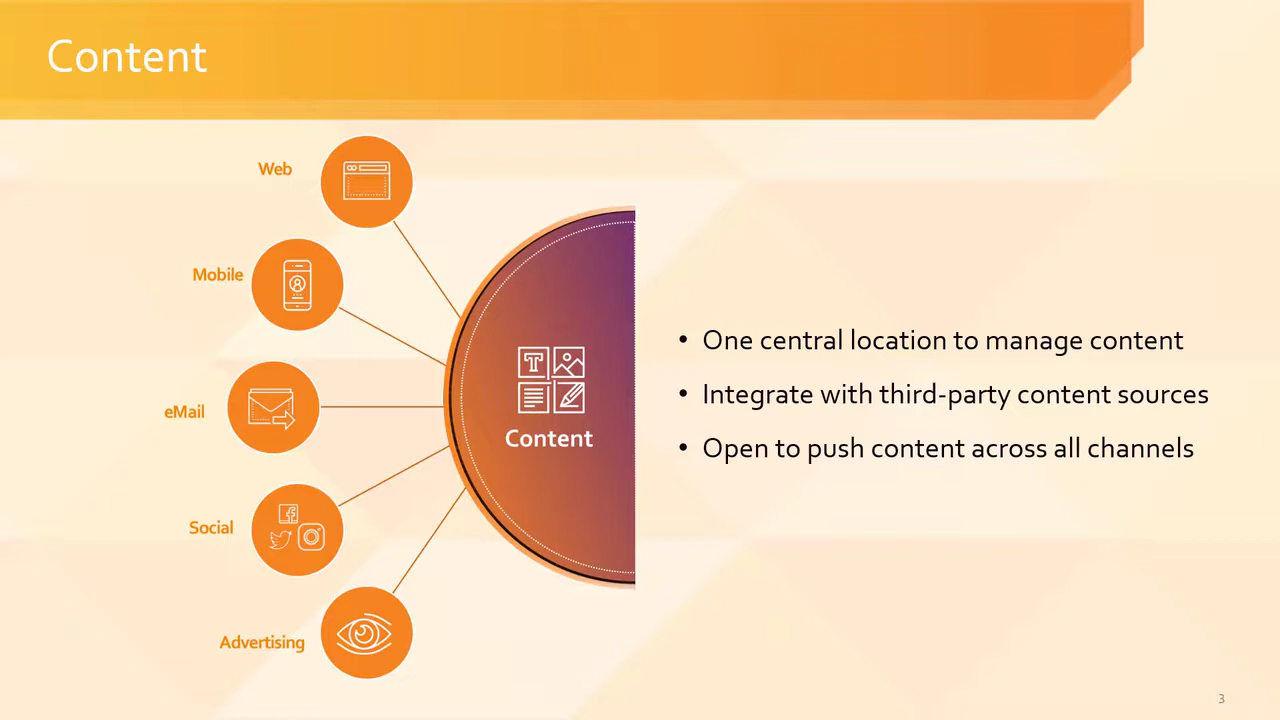 Content
Web
Mobile
eMail
Social
Advertising
T
Content
• One central location to manage content
• Integrate with third-party content sources
• Open to push content across all channels
3